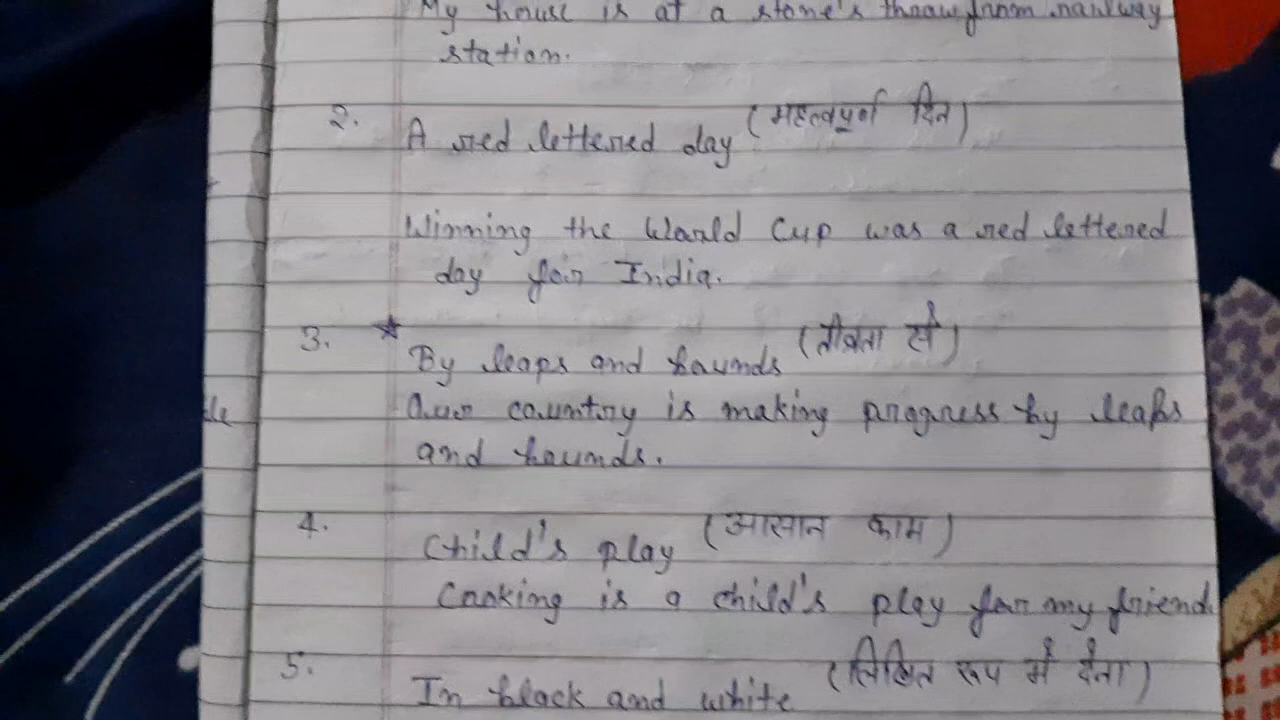 My house is at a stone's throw from railway
station.
2. A red lettered day (महत्वपूर्ण दिन)
Winning the World Cup was a red lettered
day for India.
3. By leaps and bounds (तीव्रता से)
Our country is making progress by leaps
and bounds.
4. Child's play (आसान काम)
Cooking is a child's play for my friend.
5. In black and white (लिखित रूप में देना)